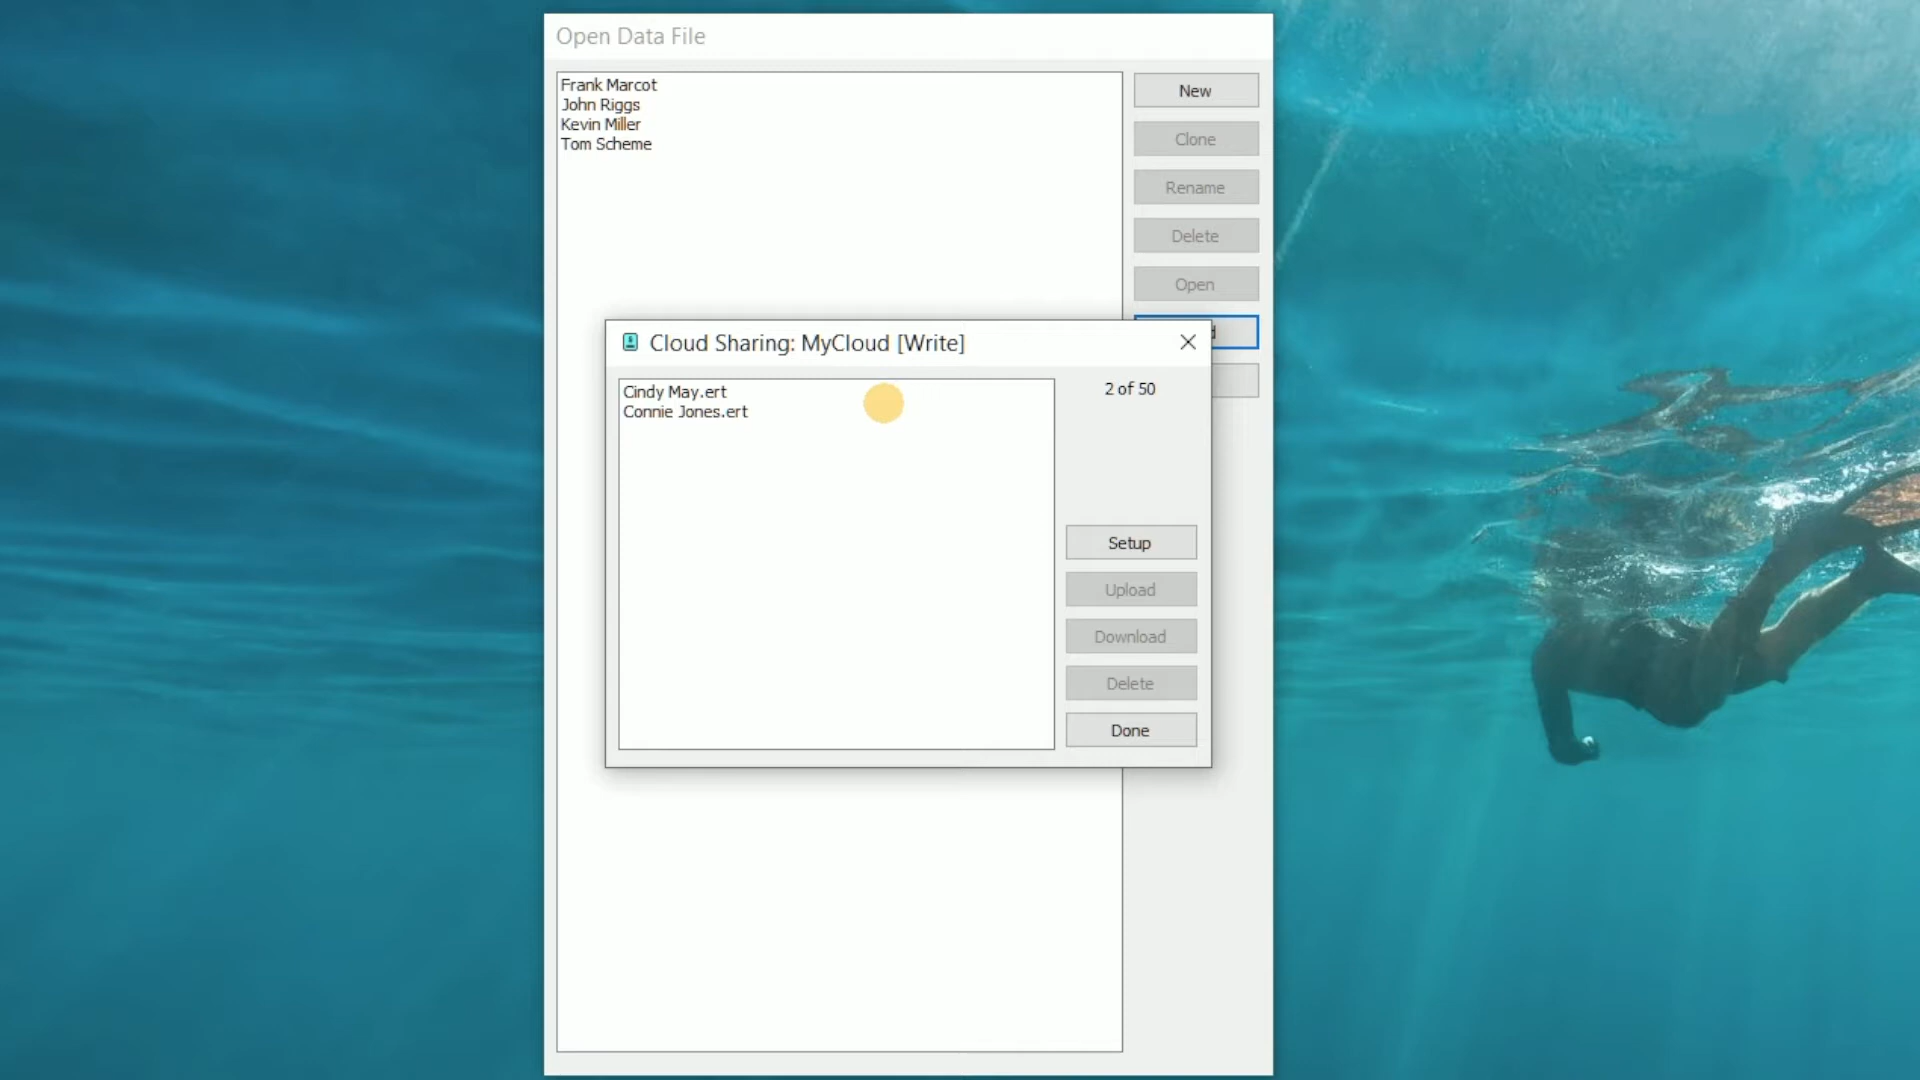 Open Data File
Frank Marcot
John Riggs
Kevin Miller
Tom Scheme
New
Clone
Rename
Delete
Open
Cloud Sharing: MyCloud [Write]
Cindy May.ert
Connie Jones.ert
2 of 50
Setup
Upload
Download
Delete
Done